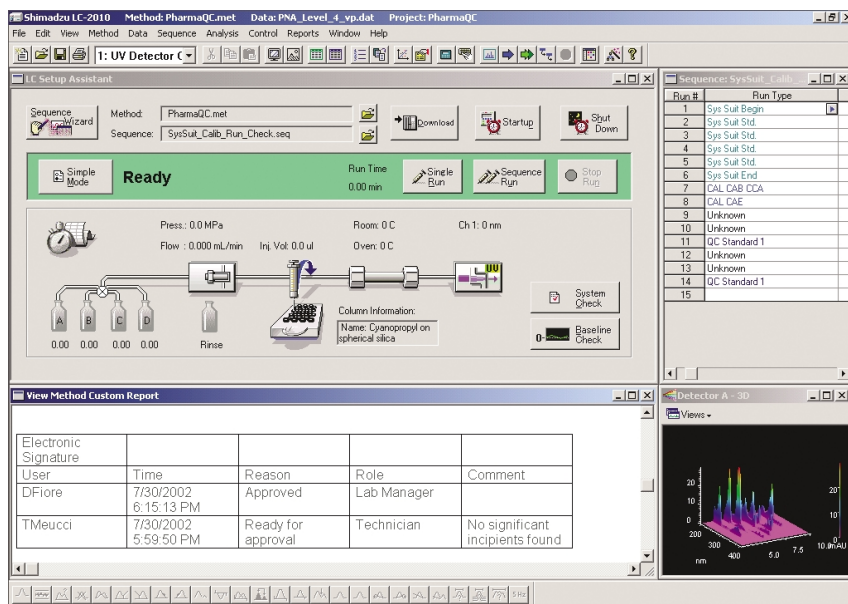 Shimadzu LC-2010 Method: PharmaQC.met Data: PNA_Level_4_vp.dat Project: PharmaQC
File Edit View Method Data Sequence Analysis Control Reports Window Help
1: UV Detector C
LC Setup Assistant
Sequence Wizard
Method: PharmaQC.met
Sequence: SysSuit_Calib_Run_Check.seq
Download
Startup
Shut Down
Simple Mode
Ready
Run Time
0.00 min
Single Run
Sequence Run
Stop Run
Press.: 0.0 MPa Room: 0 C Ch 1: 0 nm
Flow : 0.000 mL/min Inj. Vol: 0.0 ul Oven: 0 C
UV
A B C D
0.00 0.00 0.00 0.00 Rinse
Column Information:
Name: Cyanopropyl on
spherical silica
System Check
Baseline Check
Sequence: SysSuit_Calib_
Run # Run Type
1 Sys Suit Begin
2 Sys Suit Std.
3 Sys Suit Std.
4 Sys Suit Std.
5 Sys Suit Std.
6 Sys Suit End
7 CAL CAB CCA
8 CAL CAE
9 Unknown
10 Unknown
11 QC Standard 1
12 Unknown
13 Unknown
14 QC Standard 1
15
View Method Custom Report
Electronic
Signature
User Time Reason Role Comment
DFiore 7/30/2002 Approved Lab Manager
6:15:13 PM
TMeucci 7/30/2002 Ready for Technician No significant
5:59:50 PM approval incipients found
Detector A - 3D
Views
20
10
0
200
300
400
nm
5.0
7.5
20
10
5 Hz